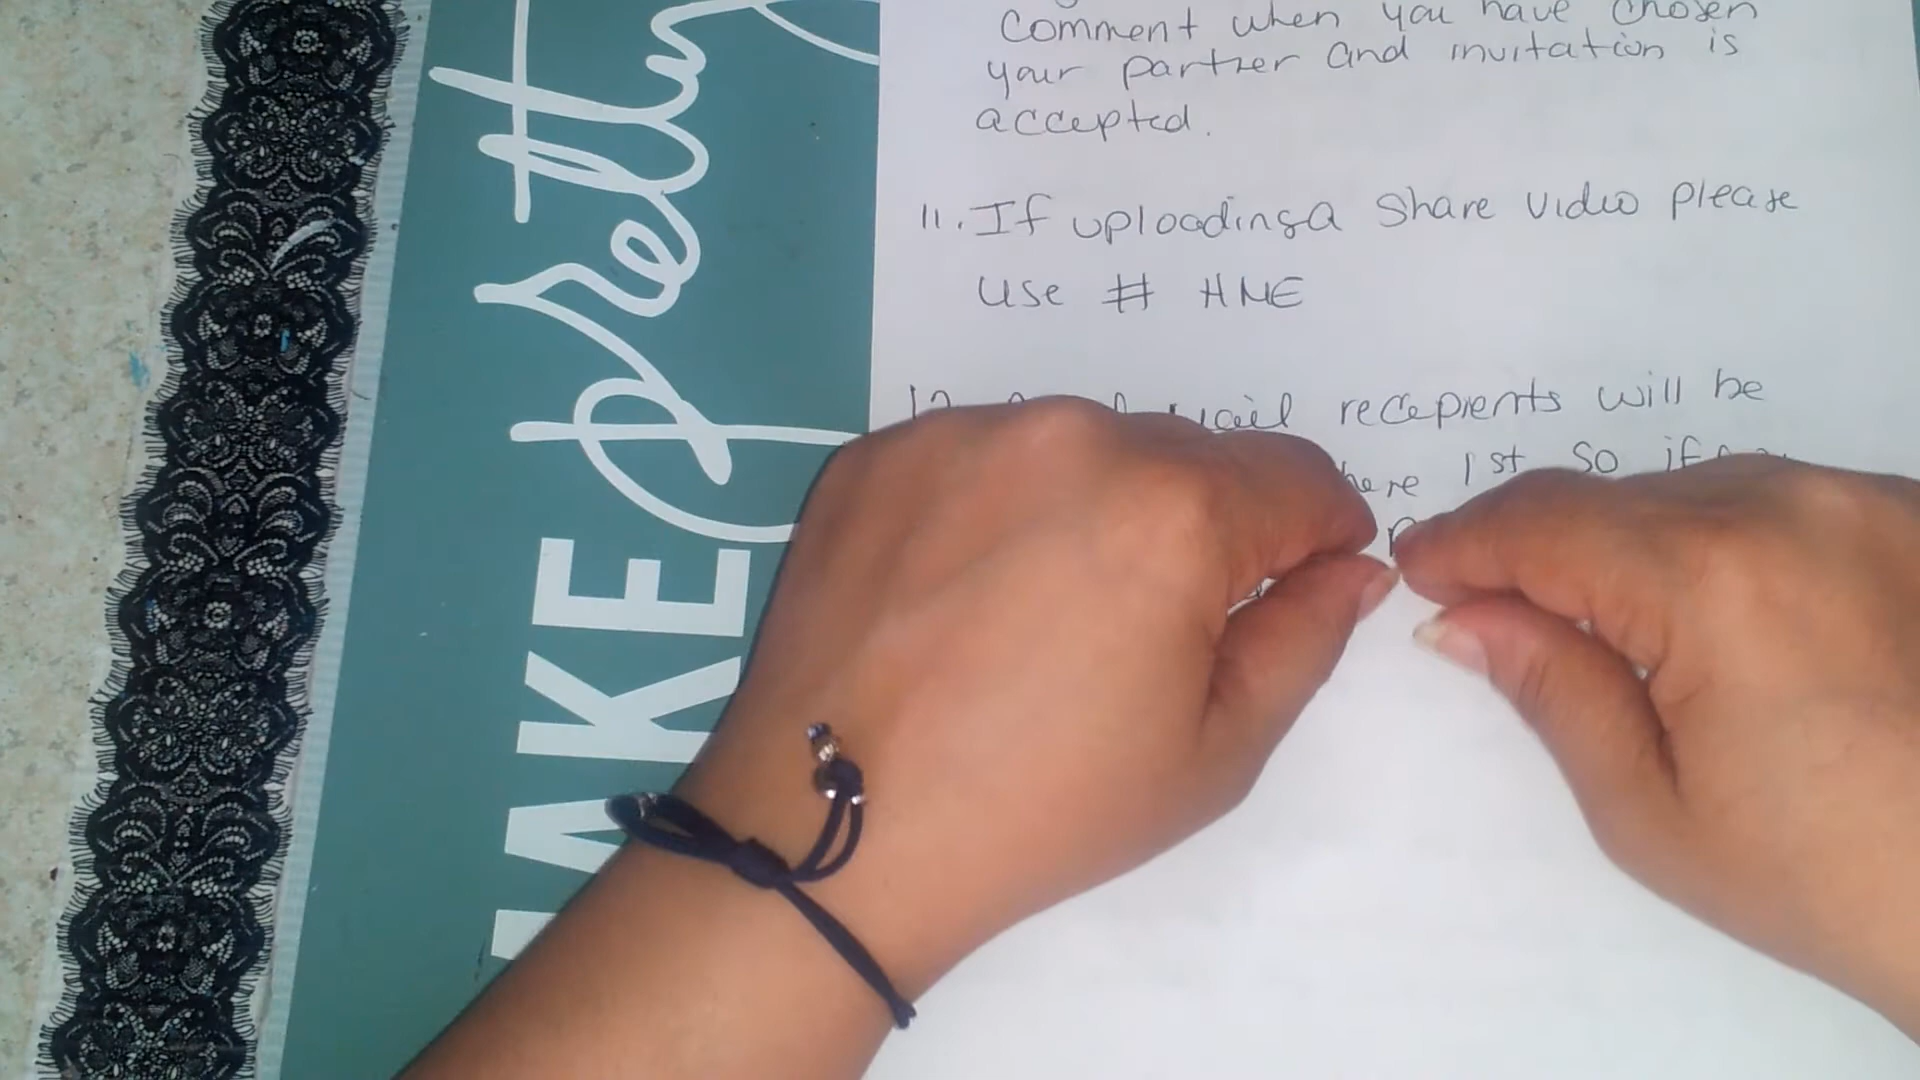 comment when you have chosen
your partner and invitation is
accepted.
11. If uploading a share video please
use # HME
recepients will be
here 1st so if
MAKE
pretty